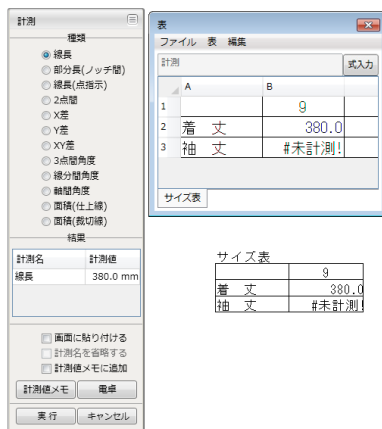 計測
種類
線長
部分長(ノッチ間)
線長(点指示)
2点間
X差
Y差
XY差
3点間角度
線分間角度
軸間角度
面積(仕上線)
面積(裁切線)
結果
計測名 計測値
線長 380.0 mm
画面に貼り付ける
計測名を省略する
計測値メモに追加
計測値メモ 電卓
実行 キャンセル
表
ファイル 表 編集
計測 式入力
A B
1 9
2 着 丈 380.0
3 袖 丈 #未計測!
サイズ表
サイズ表
9
着 丈 380.0
袖 丈 #未計測!